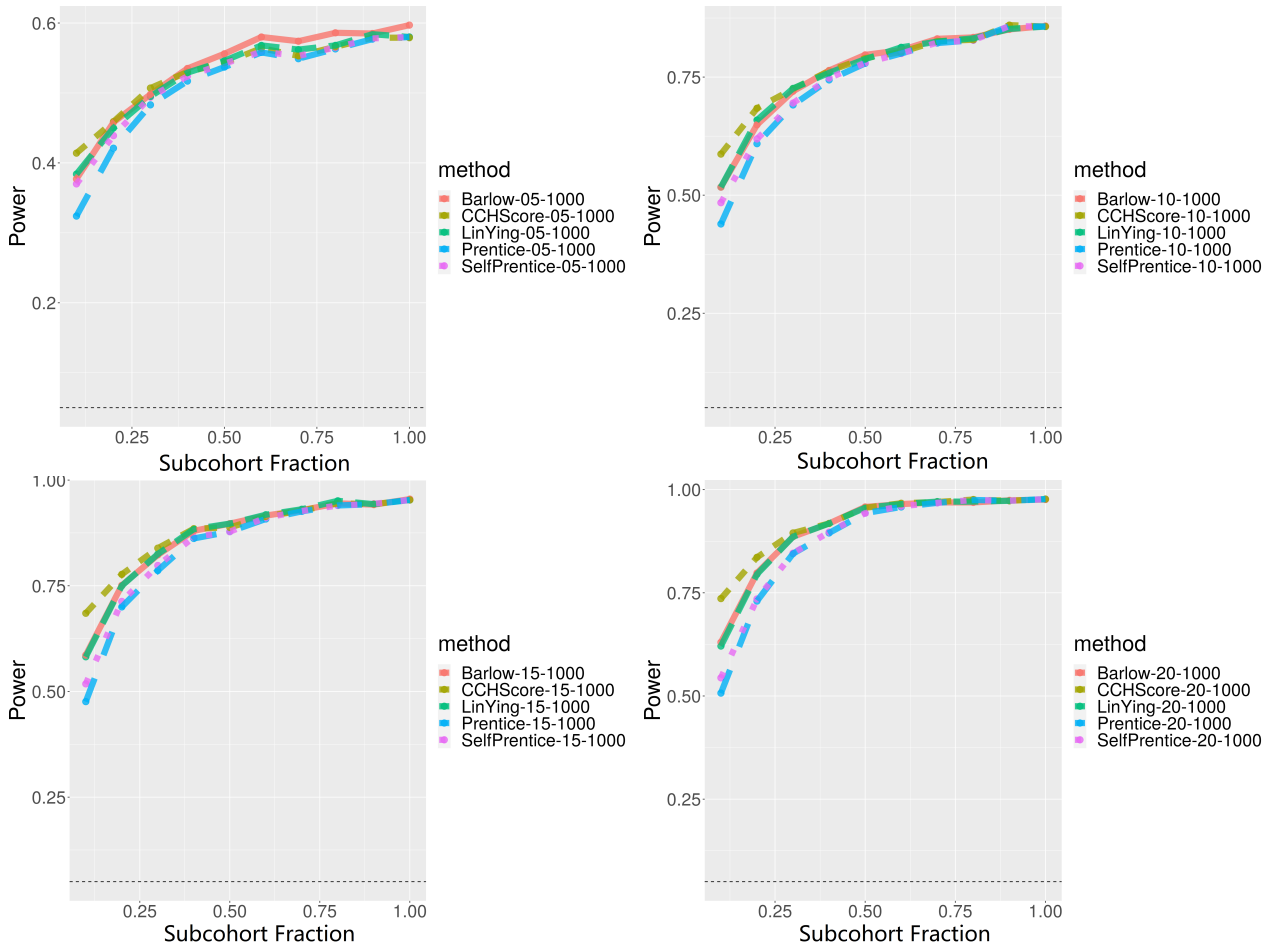 0.6
0.4
0.2
Power
0.25 0.50 0.75 1.00
Subcohort Fraction
method
Barlow-05-1000
CCHScore-05-1000
LinYing-05-1000
Prentice-05-1000
SelfPrentice-05-1000
0.75
0.50
0.25
Power
0.25 0.50 0.75 1.00
Subcohort Fraction
method
Barlow-10-1000
CCHScore-10-1000
LinYing-10-1000
Prentice-10-1000
SelfPrentice-10-1000
1.00
0.75
0.50
0.25
Power
0.25 0.50 0.75 1.00
Subcohort Fraction
method
Barlow-15-1000
CCHScore-15-1000
LinYing-15-1000
Prentice-15-1000
SelfPrentice-15-1000
1.00
0.75
0.50
0.25
Power
0.25 0.50 0.75 1.00
Subcohort Fraction
method
Barlow-20-1000
CCHScore-20-1000
LinYing-20-1000
Prentice-20-1000
SelfPrentice-20-1000